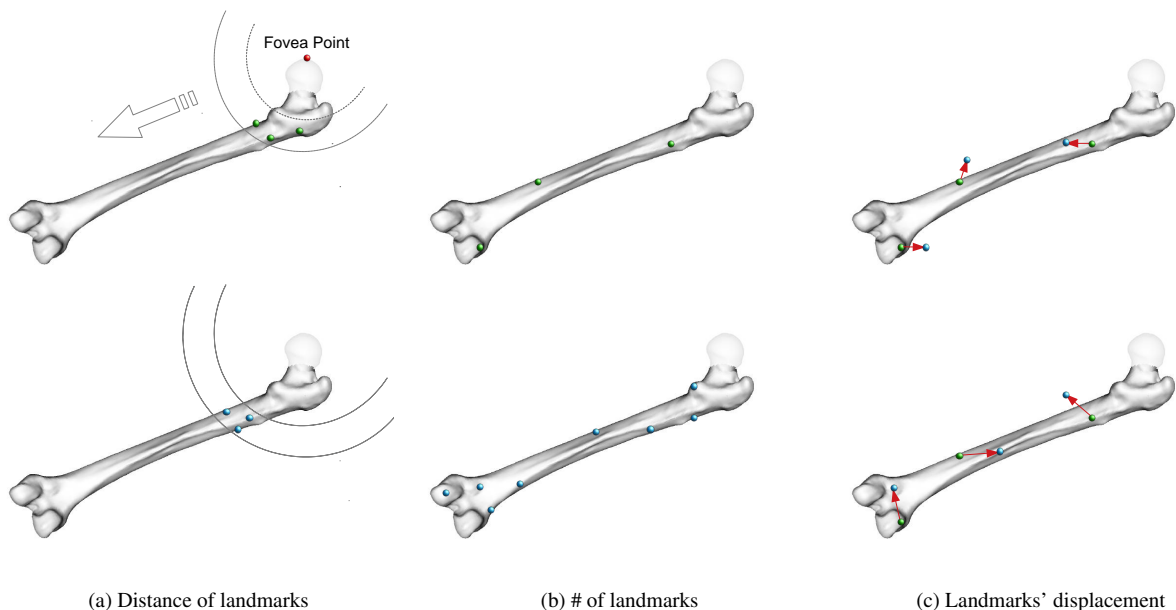 Fovea Point
(a) Distance of landmarks
(b) # of landmarks
(c) Landmarks' displacement